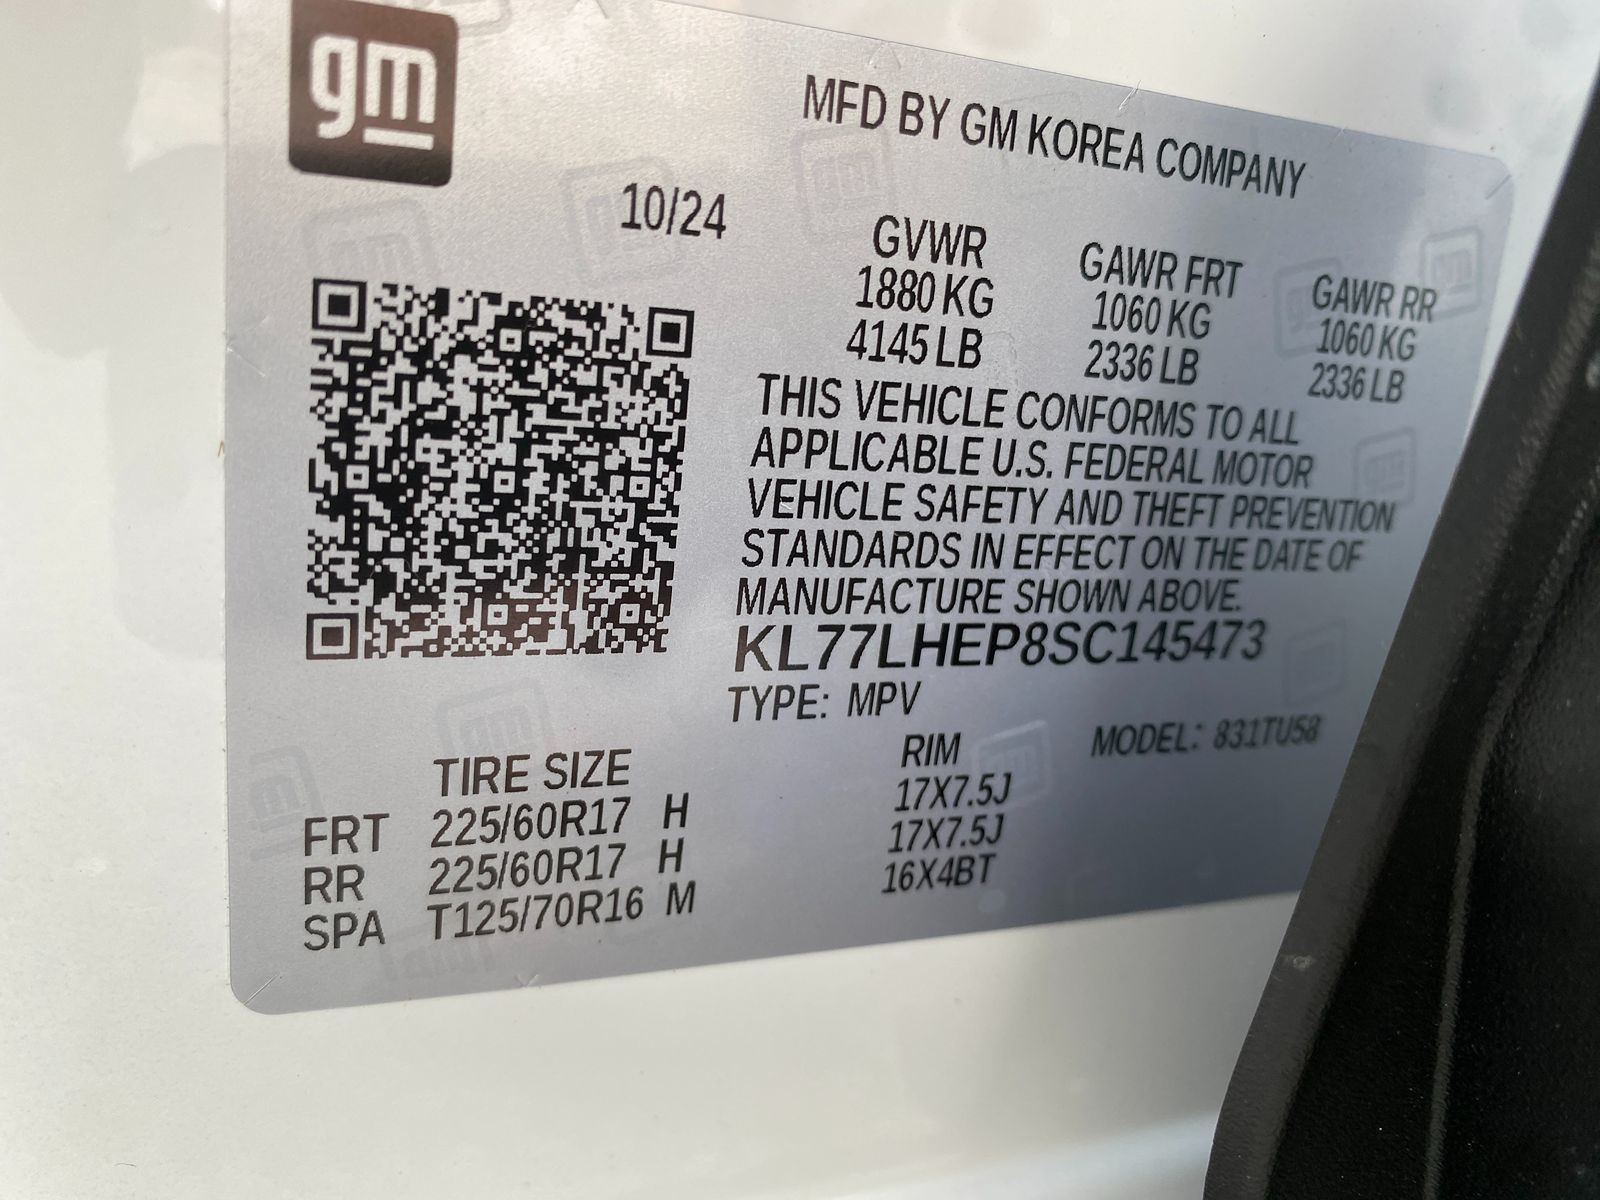 gm
MFD BY GM KOREA COMPANY
10/24
GVWR GAWR FRT GAWR RR
1880 KG 1060 KG 1060 KG
4145 LB 2336 LB 2336 LB
THIS VEHICLE CONFORMS TO ALL
APPLICABLE U.S. FEDERAL MOTOR
VEHICLE SAFETY AND THEFT PREVENTION
STANDARDS IN EFFECT ON THE DATE OF
MANUFACTURE SHOWN ABOVE.
KL77LHEP8SC145473
TYPE: MPV MODEL: 831TU58
TIRE SIZE RIM
FRT 225/60R17 H 17X7.5J
RR 225/60R17 H 17X7.5J
SPA T125/70R16 M 16X4BT